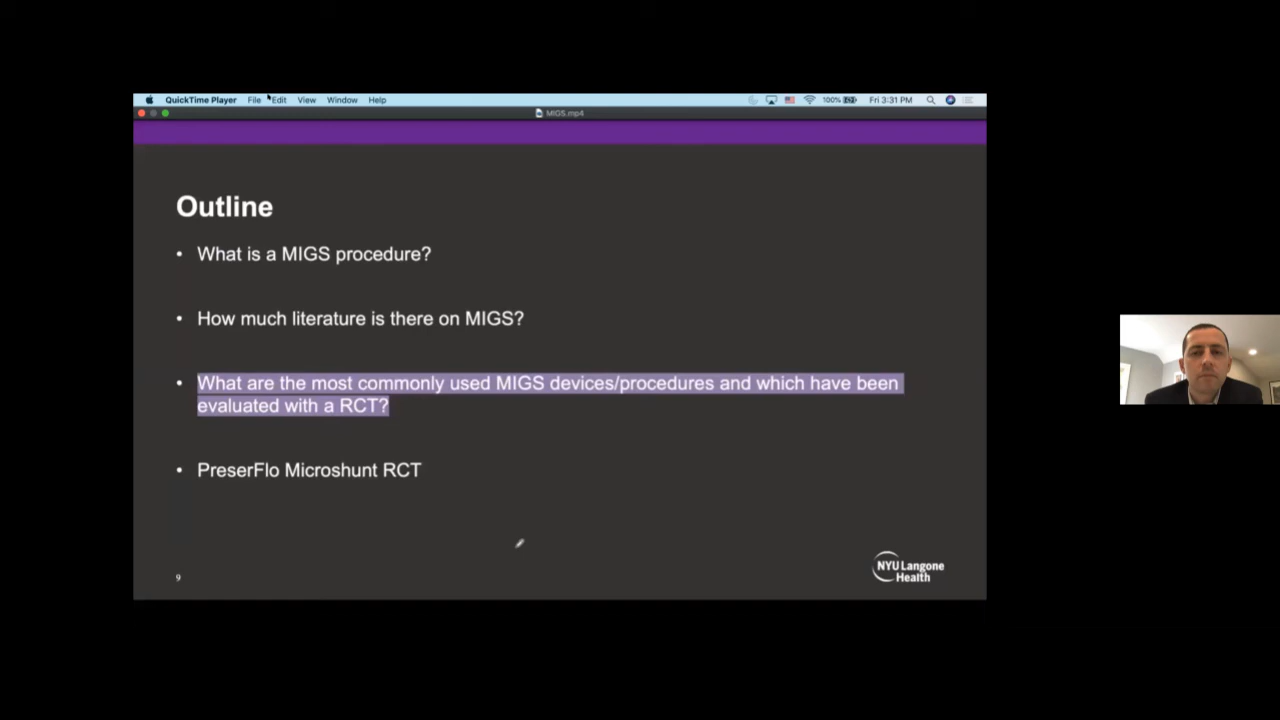 QuickTime Player File Edit View Window Help 100% Fri 3:31 PM
MIGS.mp4
Outline
• What is a MIGS procedure?
• How much literature is there on MIGS?
• What are the most commonly used MIGS devices/procedures and which have been
evaluated with a RCT?
• PreserFlo Microshunt RCT
9
NYU Langone
Health